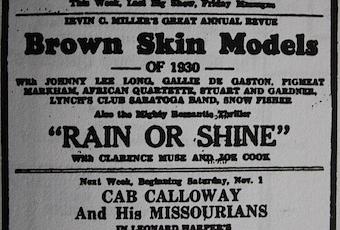 This Week, Last Big Show, Friday Managua
IRVIN C. MILLER'S GREAT ANNUAL REVUE
Brown Skin Models
— OF 1930 —
With JOHNNY LEE LONG, GALLIE DE GASTON, PIGMEAT
MARKHAM, AFRICAN QUARTETTE, STUART AND GARDNER,
LYNCH'S CLUB SARATOGA BAND, SNOW FISHER
Also the Mighty Romantic Thriller
"RAIN OR SHINE"
With CLARENCE MUSE AND JOE COOK
Next Week, Beginning Saturday, Nov. 1
CAB CALLOWAY
And His MISSOURIANS
IN LEONARD HARPER'S